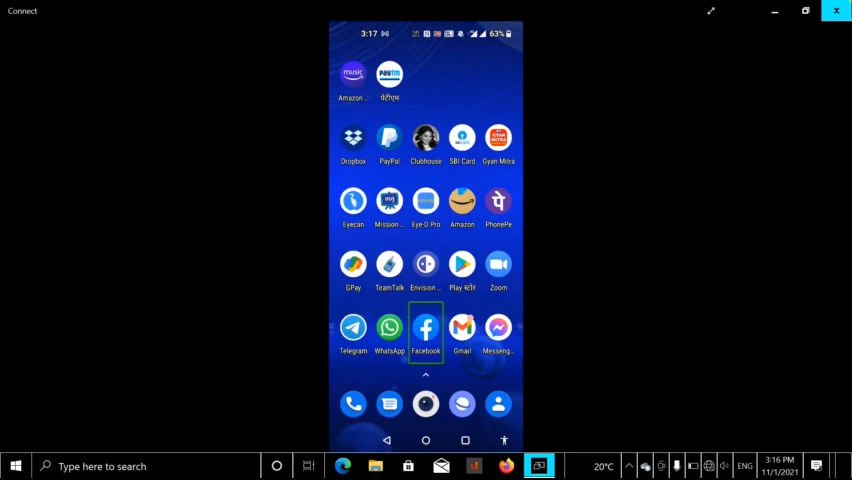 Connect
3:17 63%
music paytm
Amazon ... पेटीएम
Dropbox PayPal Clubhouse SBI Card Gyan Mitra
Eyecan Mission ... Eye-D Pro Amazon PhonePe
GPay TeamTalk Envision ... Play स्टोर Zoom
Telegram WhatsApp Facebook Gmail Messeng...
Type here to search 20°C ENG 3:16 PM
11/1/2021